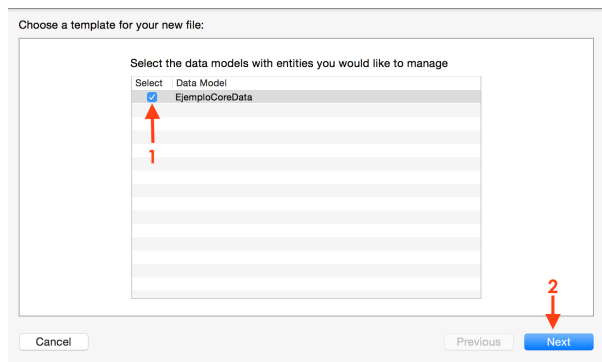 Choose a template for your new file:
Select the data models with entities you would like to manage
Select Data Model
EjemploCoreData
1
2
Cancel Previous Next